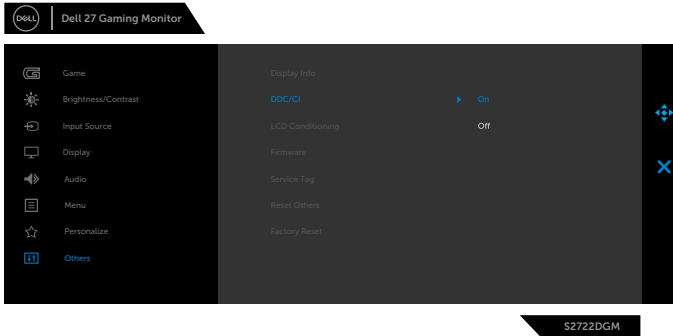 DELL
Dell 27 Gaming Monitor
Game
Brightness/Contrast
Input Source
Display
Audio
Menu
Personalize
Others
Display Info
DDC/CI
On
LCD Conditioning
Off
Firmware
Service Tag
Reset Others
Factory Reset
S2722DGM